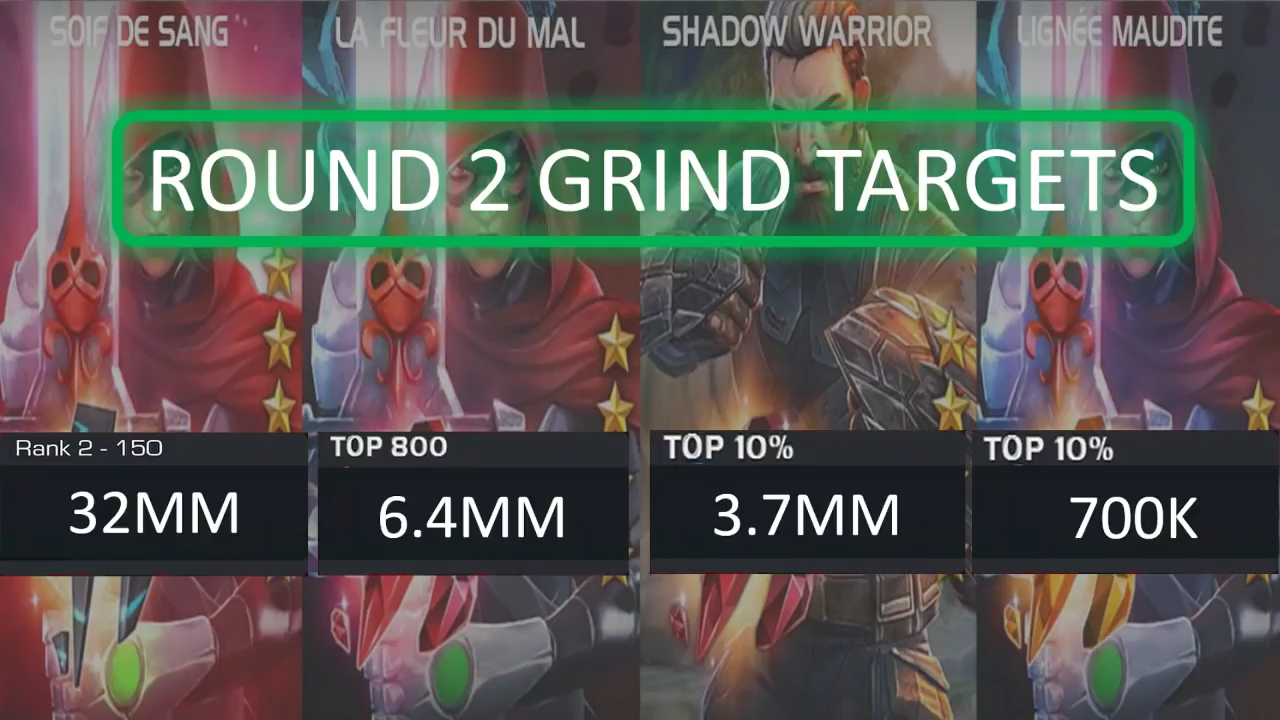 SOIF DE SANG
LA FLEUR DU MAL
SHADOW WARRIOR
LIGNÉE MAUDITE
ROUND 2 GRIND TARGETS
Rank 2 - 150
TOP 800
TOP 10%
TOP 10%
32MM
6.4MM
3.7MM
700K